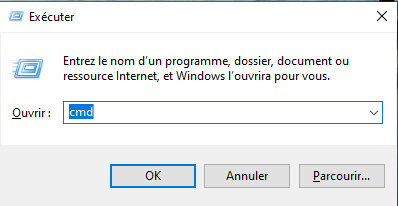 Exécuter
Entrez le nom d’un programme, dossier, document ou
ressource Internet, et Windows l’ouvrira pour vous.
Ouvrir : cmd
OK Annuler Parcourir...